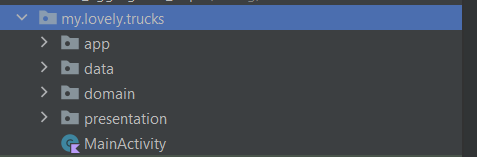 my.lovely.trucks
app
data
domain
presentation
MainActivity